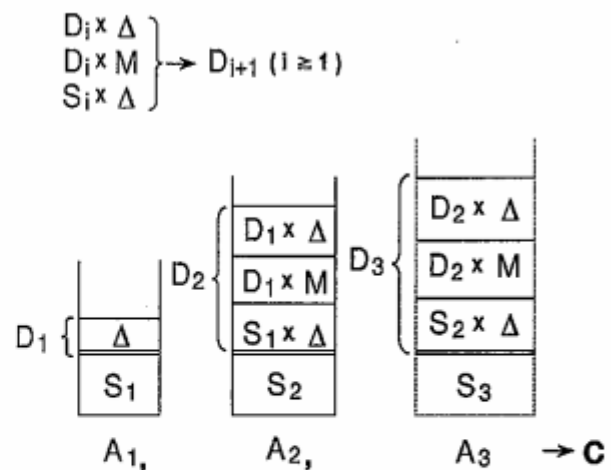 Dᵢ x Δ
Dᵢ x M → Dᵢ₊₁ (i ≥ 1)
Sᵢ x Δ
D₁ Δ
S₁
A₁,
D₂ D₁ x Δ
D₁ x M
S₁ x Δ
S₂
A₂,
D₃ D₂ x Δ
D₂ x M
S₂ x Δ
S₃
A₃ → C